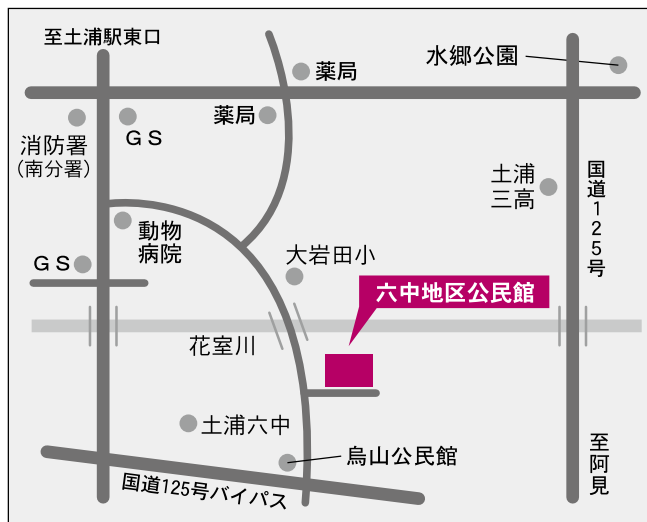 至土浦駅東口
薬局
水郷公園
薬局
GS
消防署
(南分署)
土浦
三高
国道125号
動物
病院
大岩田小
GS
六中地区公民館
花室川
土浦六中
烏山公民館
至阿見
国道125号バイパス